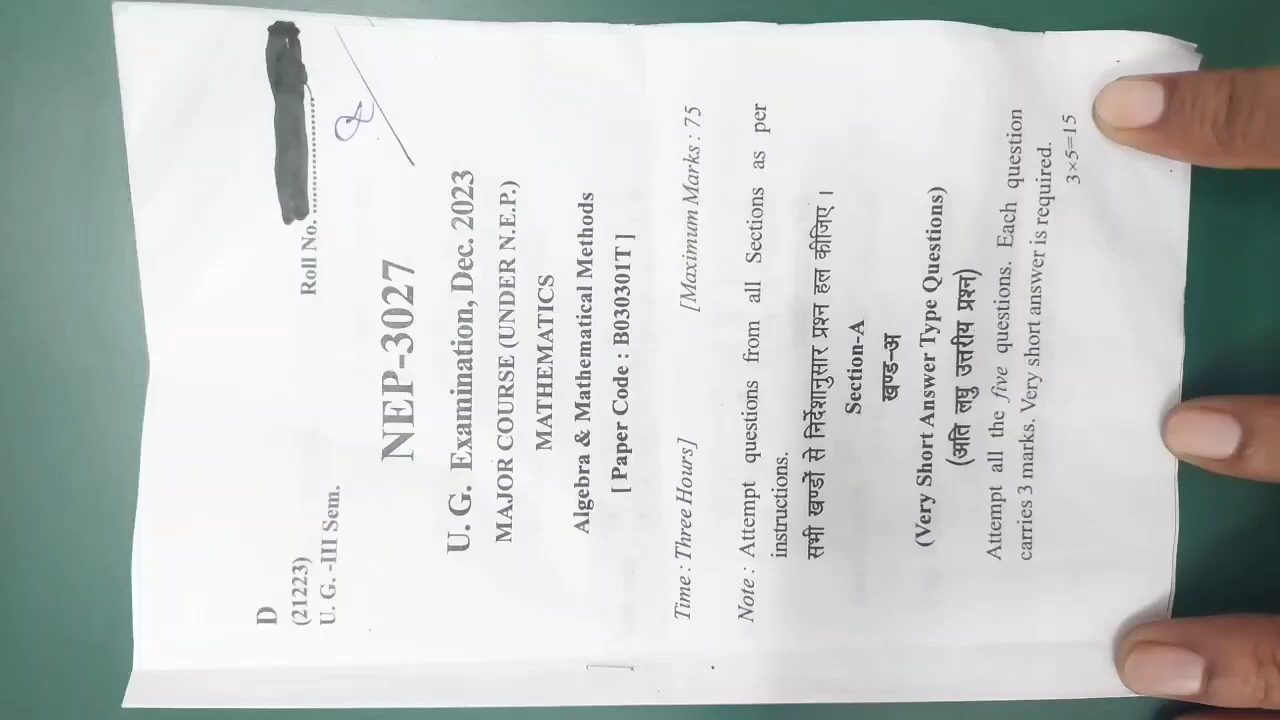 D
(21223)
Roll No. ....................
U. G. -III Sem.
8
NEP-3027
U. G. Examination, Dec. 2023
MAJOR COURSE (UNDER N.E.P.)
MATHEMATICS
Algebra & Mathematical Methods
[ Paper Code : B030301T ]
Time : Three Hours] [Maximum Marks : 75
Note : Attempt questions from all Sections as per
instructions.
सभी खण्डों से निर्देशानुसार प्रश्न हल कीजिए ।
Section-A
खण्ड-अ
(Very Short Answer Type Questions)
(अति लघु उत्तरीय प्रश्न)
Attempt all the five questions. Each question
carries 3 marks. Very short answer is required.
3×5=15